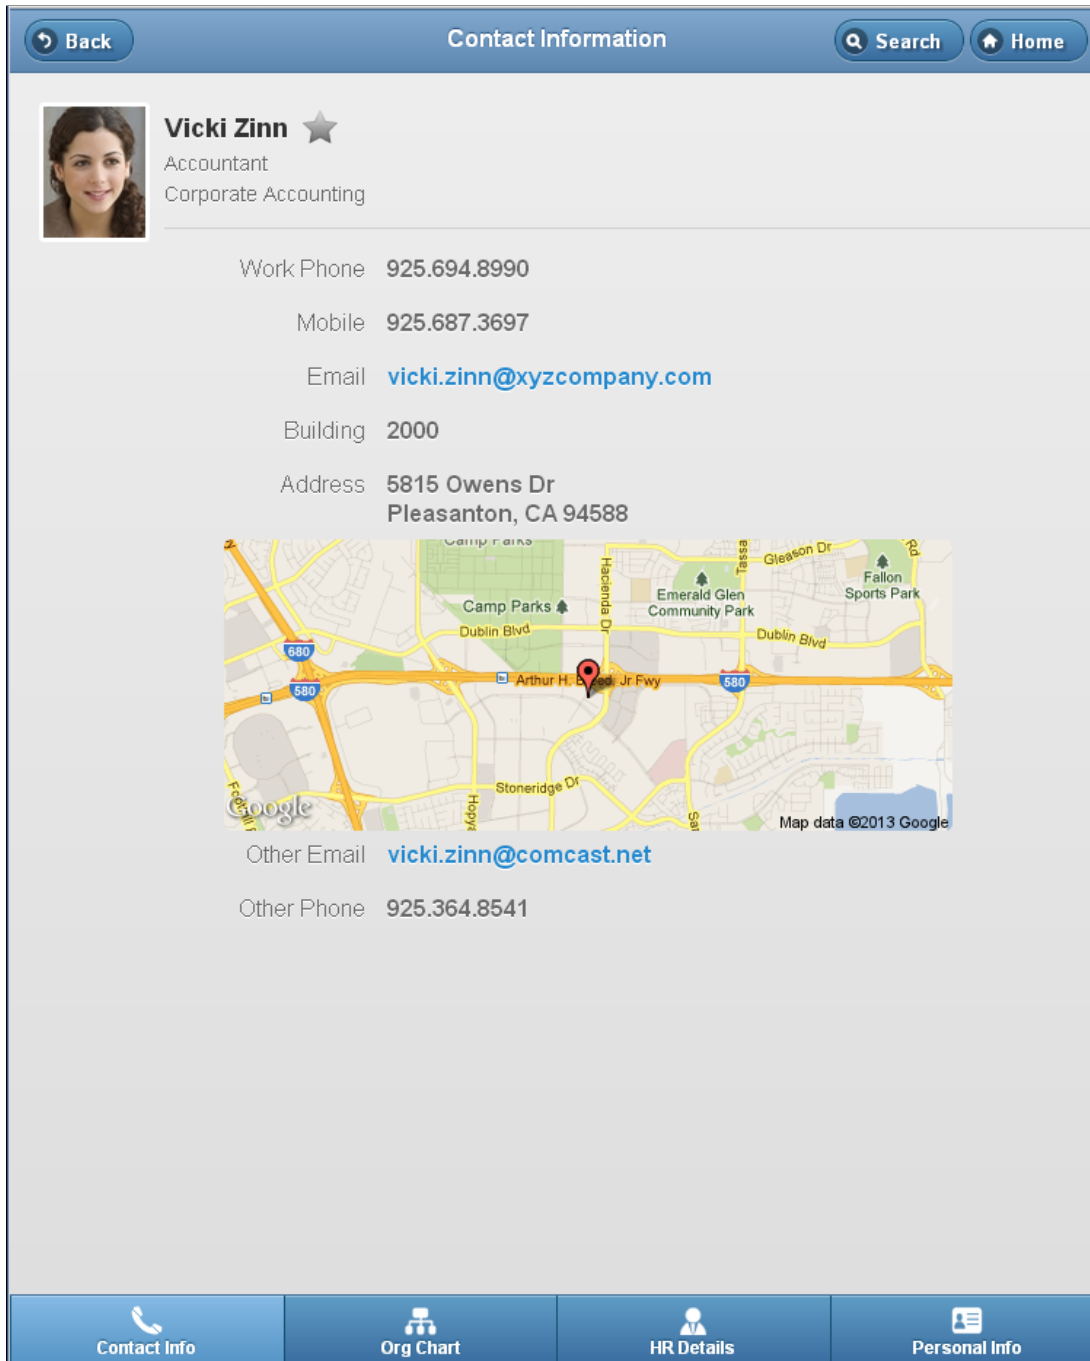 Back
Contact Information
Search
Home
Vicki Zinn
Accountant
Corporate Accounting
Work Phone 925.694.8990
Mobile 925.687.3697
Email vicki.zinn@xyzcompany.com
Building 2000
Address 5815 Owens Dr
Pleasanton, CA 94588
Camp Parks
Hacienda Dr
Tassa
Gleason Dr
Rd
Fallon
Sports Park
Emerald Glen
Community Park
Camp Parks
Dublin Blvd
Dublin Blvd
680
580
Arthur H. Jr Fwy
580
Stoneridge Dr
Hopya
Google
Map data ©2013 Google
Other Email vicki.zinn@comcast.net
Other Phone 925.364.8541
Contact Info
Org Chart
HR Details
Personal Info